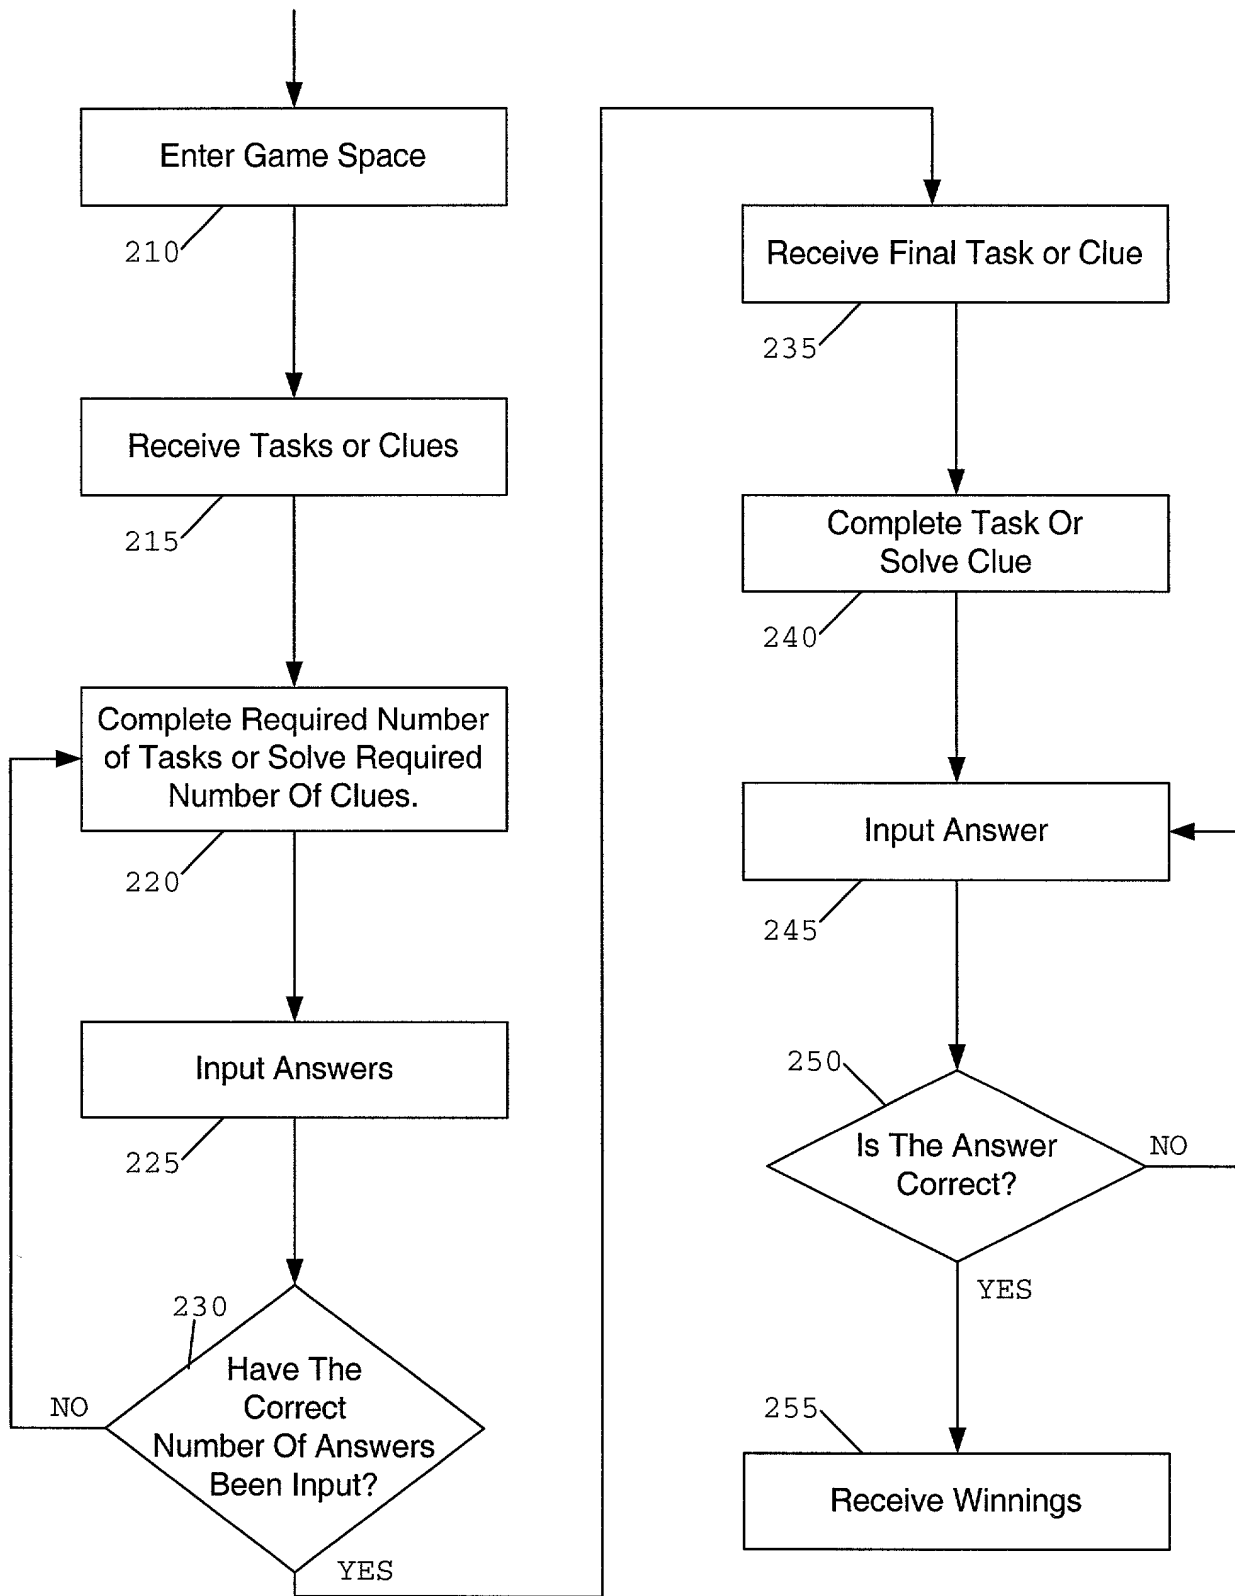 Enter Game Space
210
Receive Tasks or Clues
215
Complete Required Number
of Tasks or Solve Required
Number Of Clues.
220
Input Answers
225
230
Have The
Correct
Number Of Answers
Been Input?
NO
YES
Receive Final Task or Clue
235
Complete Task Or
Solve Clue
240
Input Answer
245
250
Is The Answer
Correct?
NO
YES
255
Receive Winnings